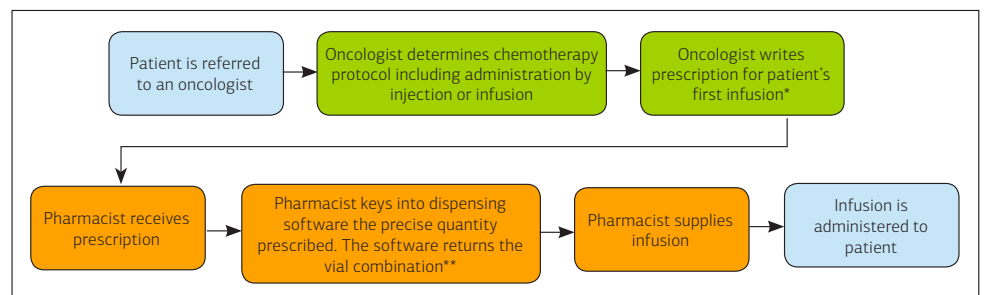 Patient is referred
to an oncologist
Oncologist determines chemotherapy
protocol including administration by
injection or infusion
Oncologist writes
prescription for patient's
first infusion*
Pharmacist receives
prescription
Pharmacist keys into dispensing
software the precise quantity
prescribed. The software returns the
vial combination**
Pharmacist supplies
infusion
Infusion is
administered to
patient